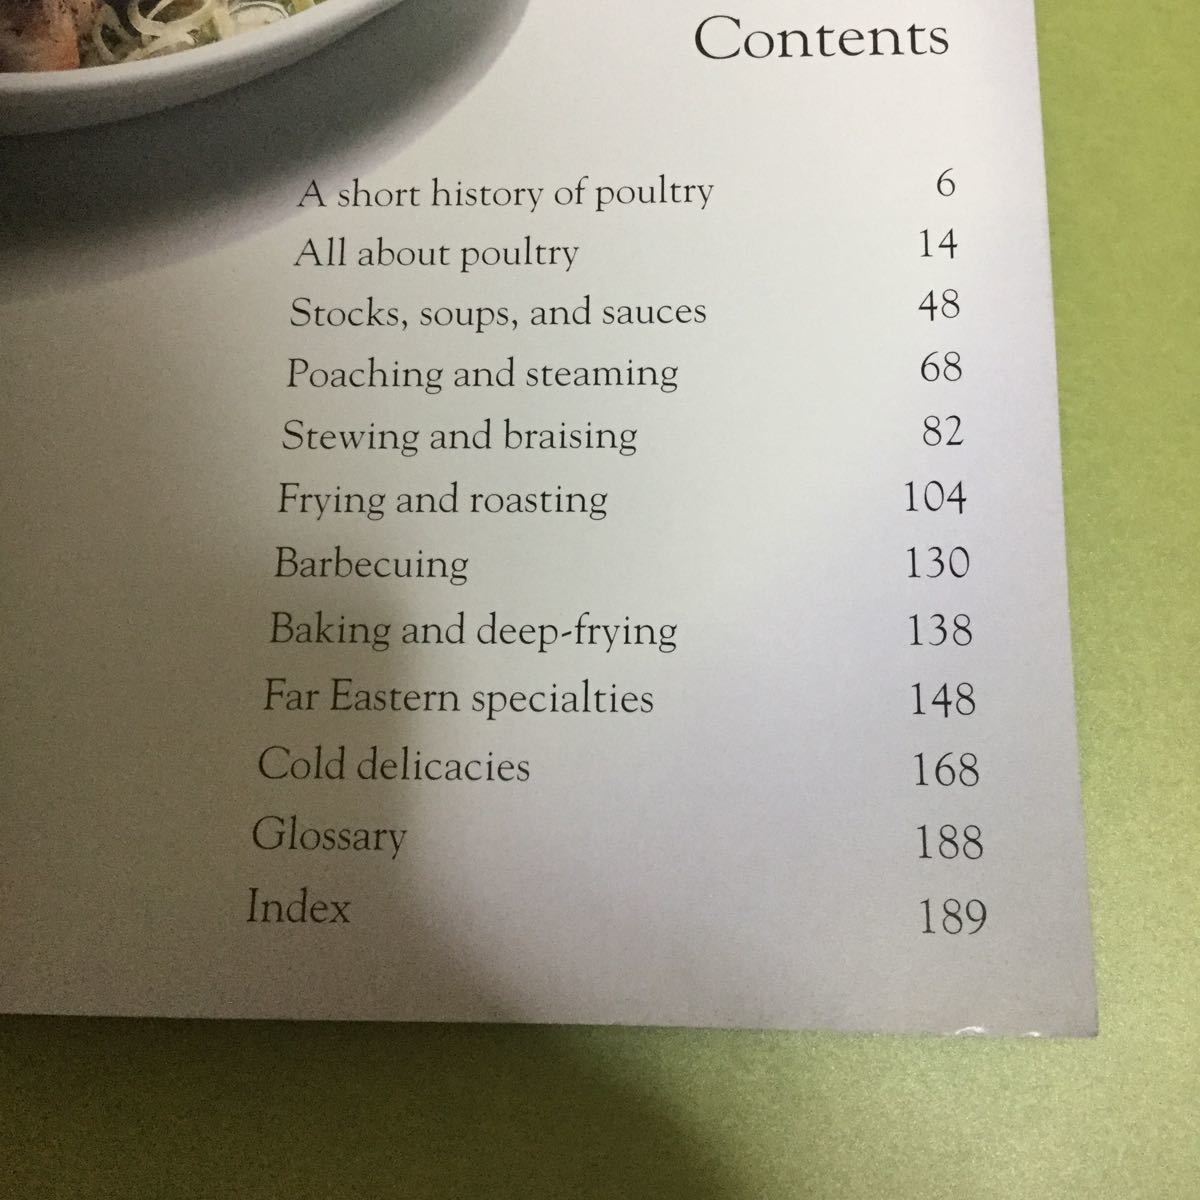 Contents
A short history of poultry 6
All about poultry 14
Stocks, soups, and sauces 48
Poaching and steaming 68
Stewing and braising 82
Frying and roasting 104
Barbecuing 130
Baking and deep-frying 138
Far Eastern specialties 148
Cold delicacies 168
Glossary 188
Index 189